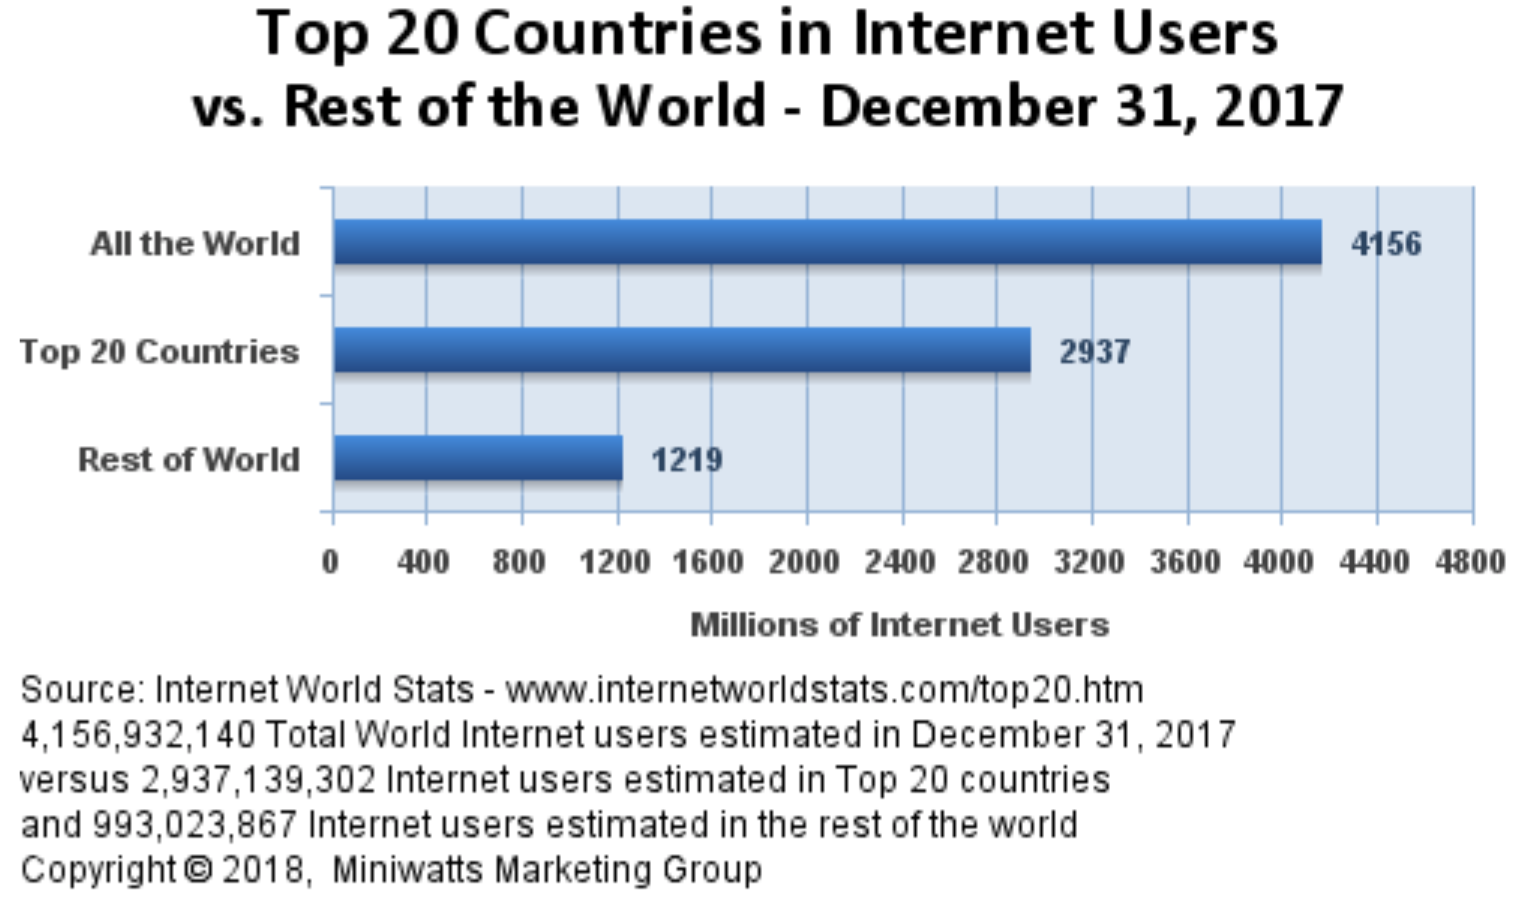 Top 20 Countries in Internet Users
vs. Rest of the World - December 31, 2017
All the World
4156
Top 20 Countries
2937
Rest of World
1219
0 400 800 1200 1600 2000 2400 2800 3200 3600 4000 4400 4800
Millions of Internet Users
Source: Internet World Stats - www.internetworldstats.com/top20.htm
4,156,932,140 Total World Internet users estimated in December 31, 2017
versus 2,937,139,302 Internet users estimated in Top 20 countries
and 993,023,867 Internet users estimated in the rest of the world
Copyright © 2018, Miniwatts Marketing Group